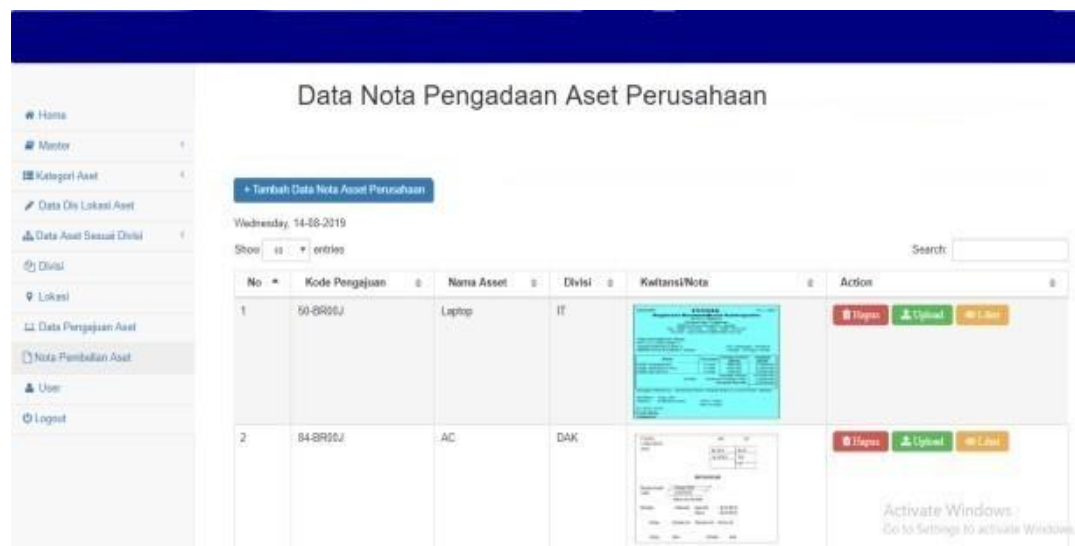 Data Nota Pengadaan Aset Perusahaan
Home
Master
Kategori Aset
Data Dis Lokasi Aset
Data Aset Sesuai Divisi
Divisi
Lokasi
Data Pengajuan Aset
Nota Pembelian Aset
User
Logout
+ Tambah Data Nota Asset Perusahaan
Wednesday, 14-08-2019
Show 10 entries
Search:
No Kode Pengajuan Nama Asset Divisi Kwitansi/Nota Action
1 50-BR00J Laptop IT Hapus Upload Lihat
2 84-BR00J AC DAK Hapus Upload Lihat
Activate Windows
Go to Settings to activate Windows